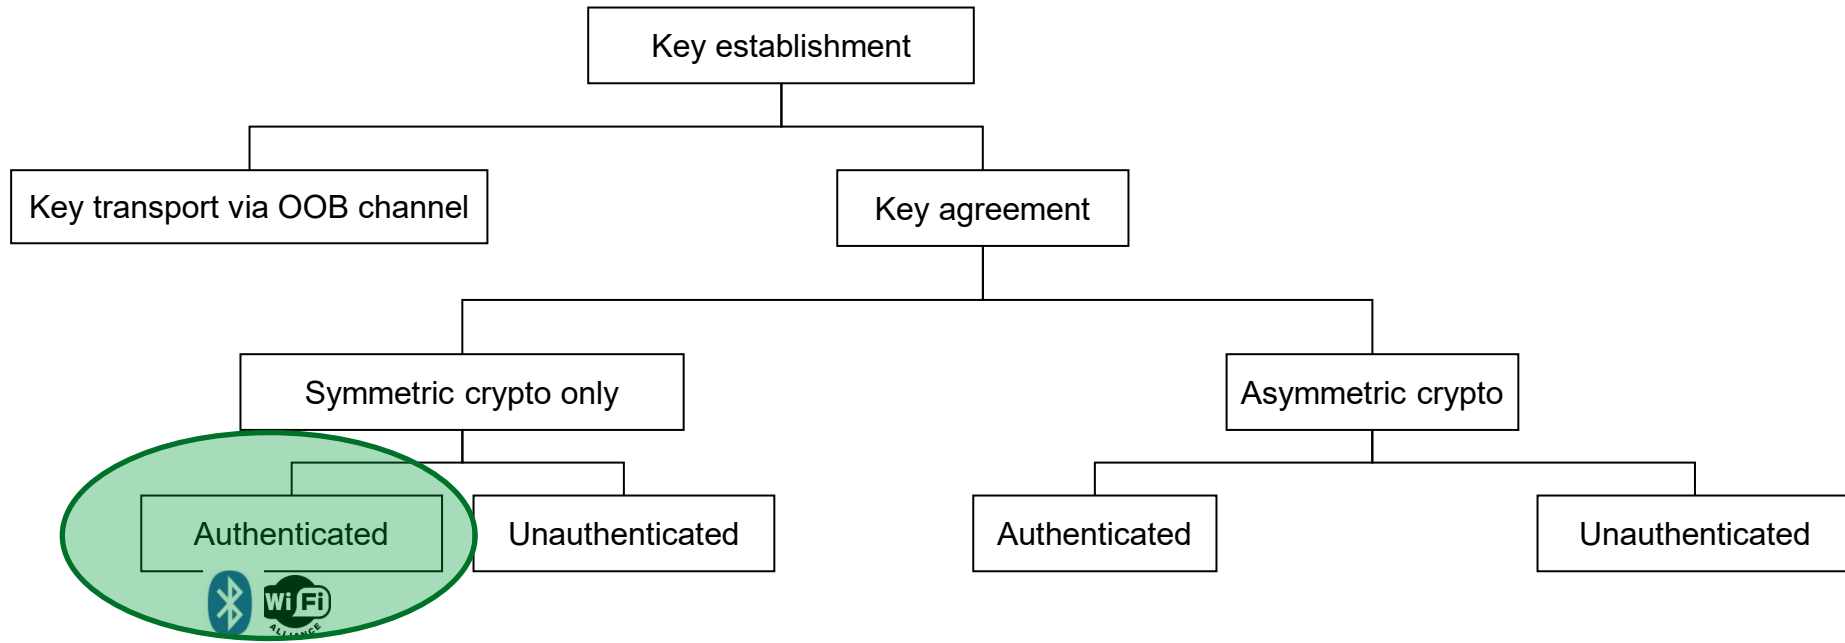 Key establishment
Key transport via OOB channel
Key agreement
Symmetric crypto only
Asymmetric crypto
Authenticated
Unauthenticated
Authenticated
Unauthenticated
Wi Fi
ALLIANCE